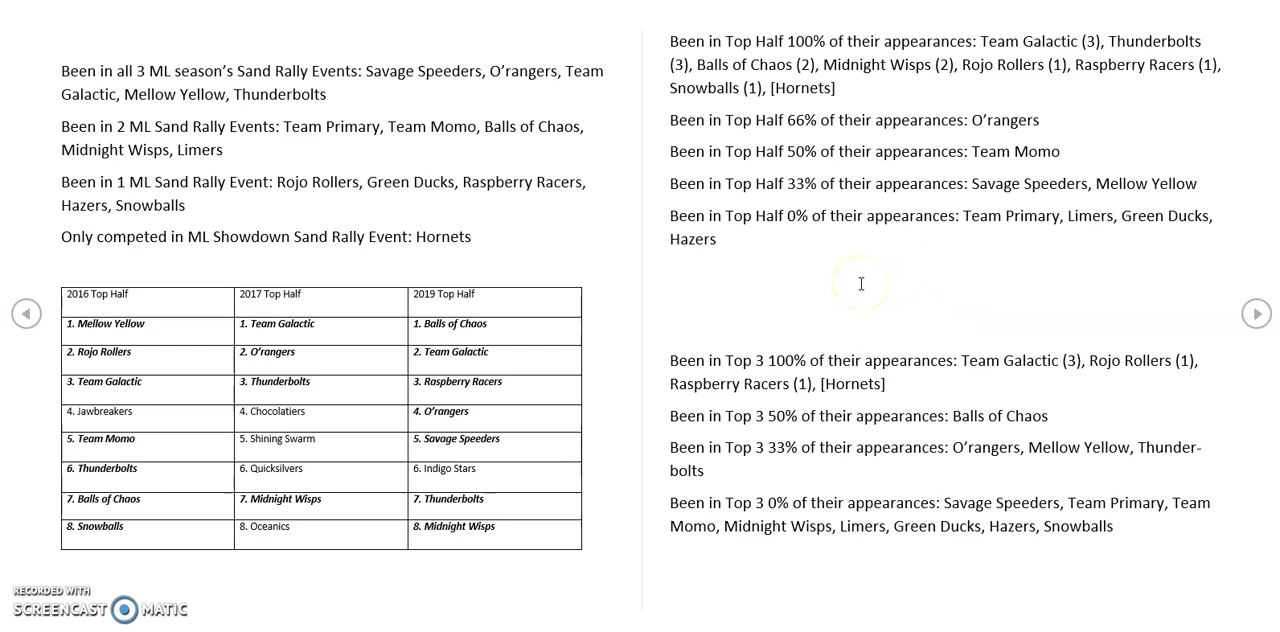 Been in all 3 ML season's Sand Rally Events: Savage Speeders, O'rangers, Team
Galactic, Mellow Yellow, Thunderbolts
Been in 2 ML Sand Rally Events: Team Primary, Team Momo, Balls of Chaos,
Midnight Wisps, Limers
Been in 1 ML Sand Rally Event: Rojo Rollers, Green Ducks, Raspberry Racers,
Hazers, Snowballs
Only competed in ML Showdown Sand Rally Event: Hornets
2016 Top Half 2017 Top Half 2019 Top Half
1. Mellow Yellow 1. Team Galactic 1. Balls of Chaos
2. Rojo Rollers 2. O'rangers 2. Team Galactic
3. Team Galactic 3. Thunderbolts 3. Raspberry Racers
4. Jawbreakers 4. Chocolatiers 4. O'rangers
5. Team Momo 5. Shining Swarm 5. Savage Speeders
6. Thunderbolts 6. Quicksilvers 6. Indigo Stars
7. Balls of Chaos 7. Midnight Wisps 7. Thunderbolts
8. Snowballs 8. Oceanics 8. Midnight Wisps
Been in Top Half 100% of their appearances: Team Galactic (3), Thunderbolts
(3), Balls of Chaos (2), Midnight Wisps (2), Rojo Rollers (1), Raspberry Racers (1),
Snowballs (1), [Hornets]
Been in Top Half 66% of their appearances: O'rangers
Been in Top Half 50% of their appearances: Team Momo
Been in Top Half 33% of their appearances: Savage Speeders, Mellow Yellow
Been in Top Half 0% of their appearances: Team Primary, Limers, Green Ducks,
Hazers
Been in Top 3 100% of their appearances: Team Galactic (3), Rojo Rollers (1),
Raspberry Racers (1), [Hornets]
Been in Top 3 50% of their appearances: Balls of Chaos
Been in Top 3 33% of their appearances: O'rangers, Mellow Yellow, Thunder-
bolts
Been in Top 3 0% of their appearances: Savage Speeders, Team Primary, Team
Momo, Midnight Wisps, Limers, Green Ducks, Hazers, Snowballs
RECORDED WITH
SCREENCAST MATIC